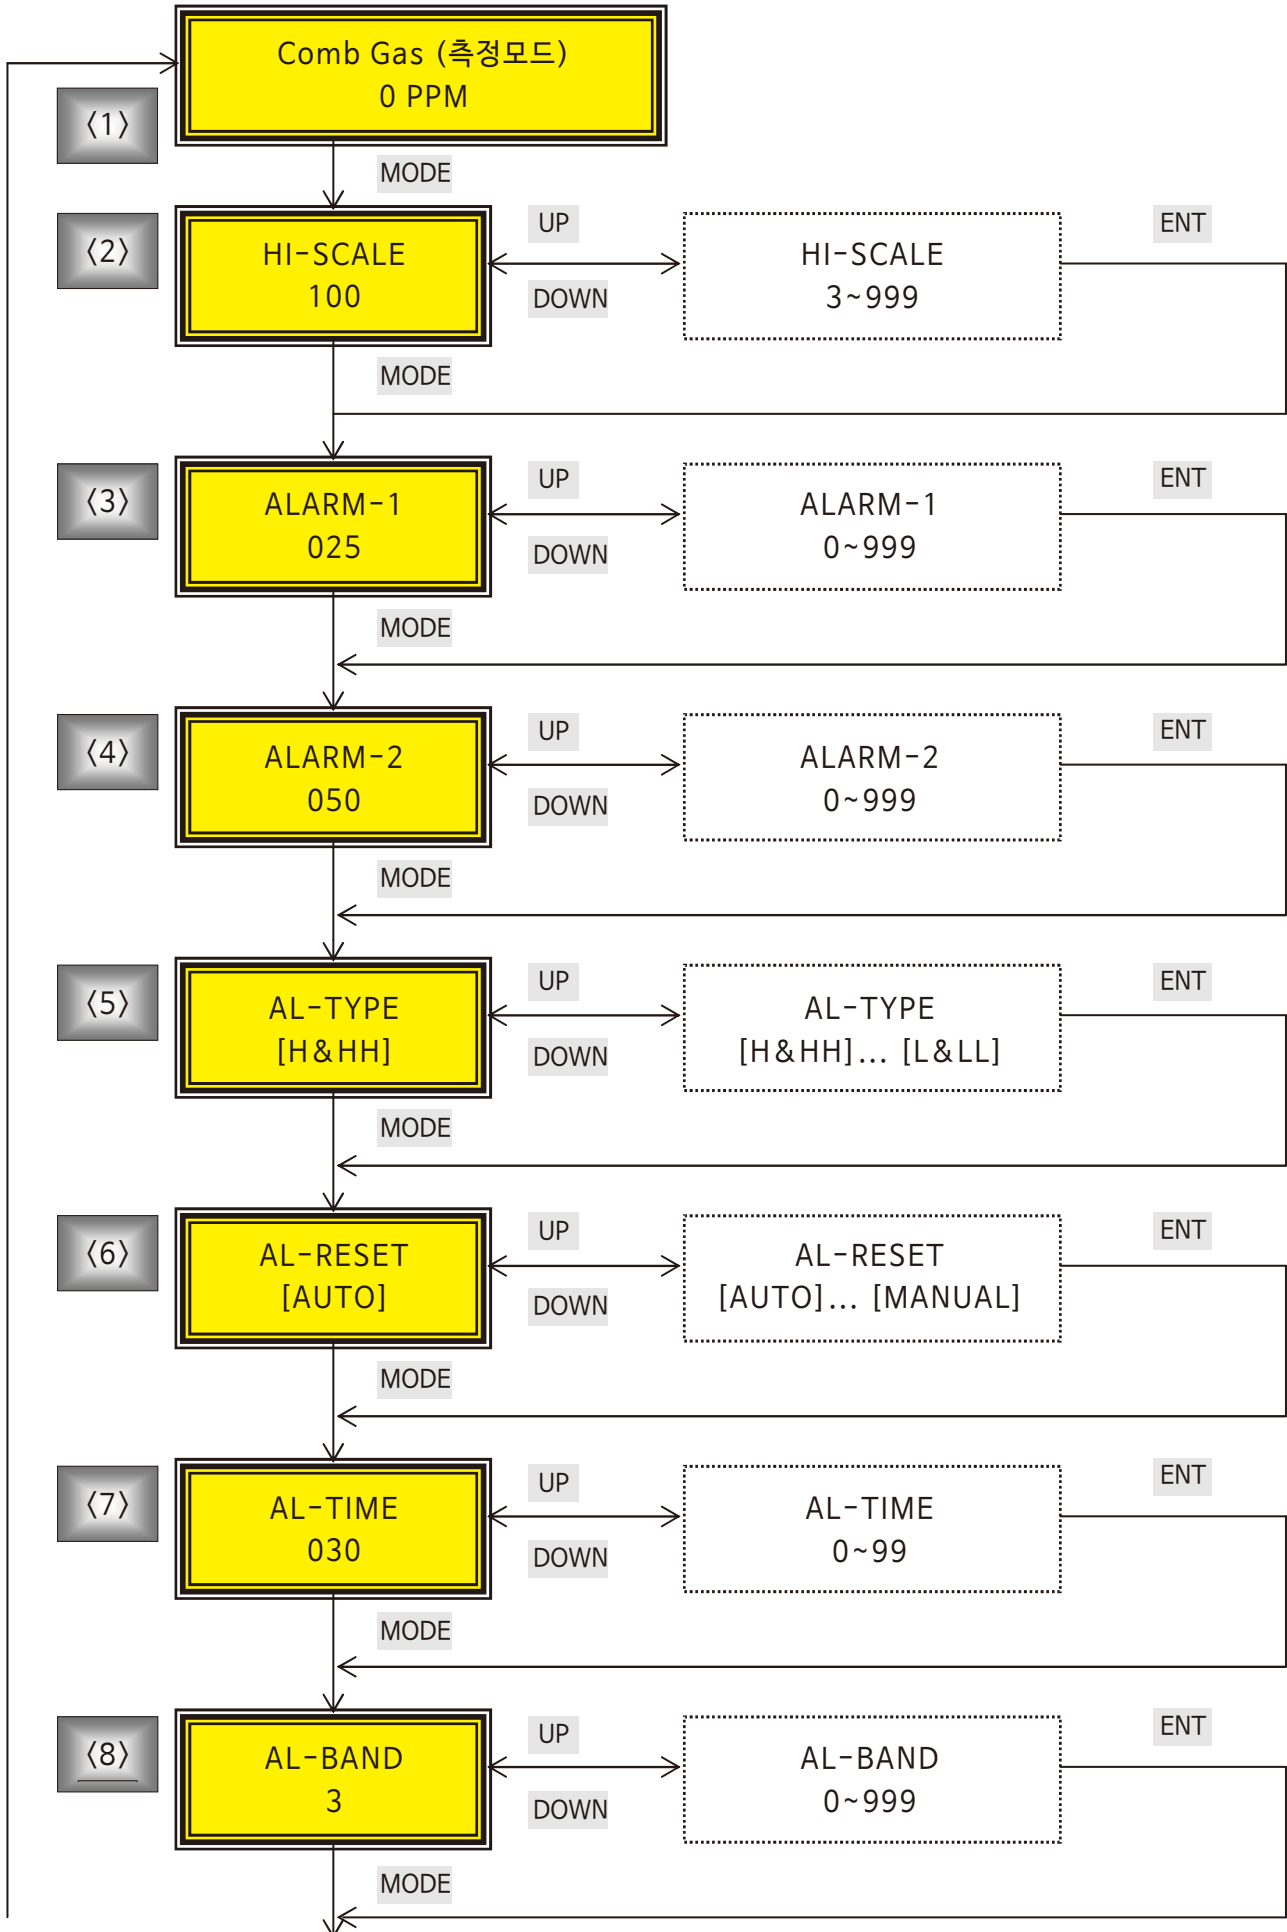 Comb Gas (측정모드)
0 PPM
〈1〉
MODE
〈2〉
HI-SCALE
100
UP
DOWN
HI-SCALE
3~999
ENT
MODE
〈3〉
ALARM-1
025
UP
DOWN
ALARM-1
0~999
ENT
MODE
〈4〉
ALARM-2
050
UP
DOWN
ALARM-2
0~999
ENT
MODE
〈5〉
AL-TYPE
[H&HH]
UP
DOWN
AL-TYPE
[H&HH]... [L&LL]
ENT
MODE
〈6〉
AL-RESET
[AUTO]
UP
DOWN
AL-RESET
[AUTO]... [MANUAL]
ENT
MODE
〈7〉
AL-TIME
030
UP
DOWN
AL-TIME
0~99
ENT
MODE
〈8〉
AL-BAND
3
UP
DOWN
AL-BAND
0~999
ENT
MODE